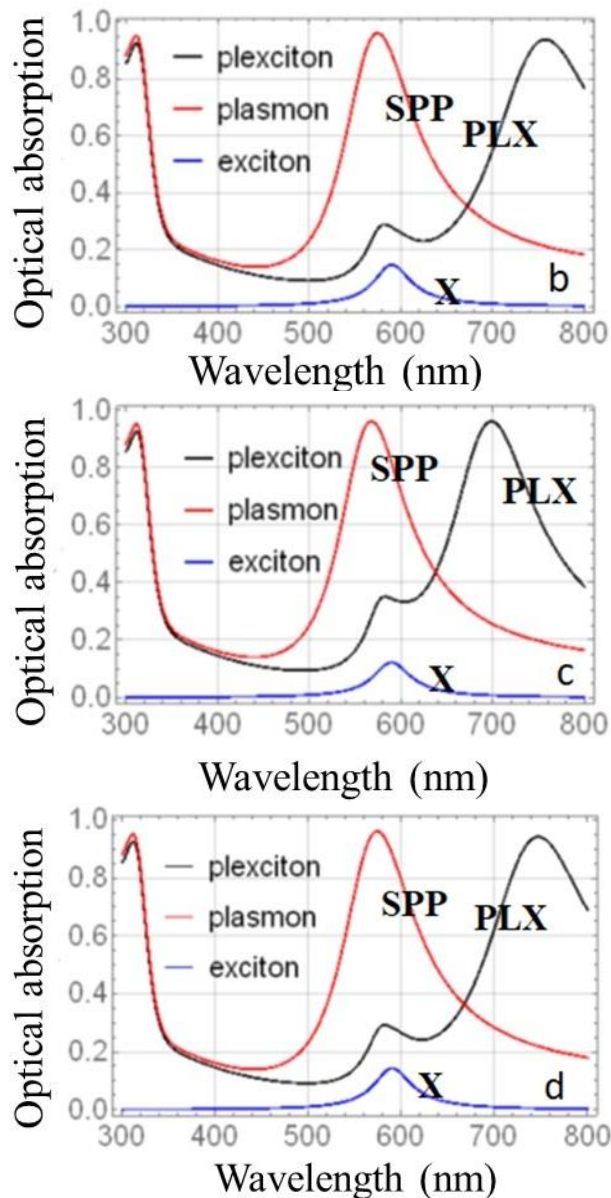 Optical absorption
1.0
0.8
0.6
0.4
0.2
0.0
plexciton
plasmon
exciton
SPP
PLX
X
b
300 400 500 600 700 800
Wavelength (nm)
Optical absorption
1.0
0.8
0.6
0.4
0.2
0.0
plexciton
plasmon
exciton
SPP
PLX
X
c
300 400 500 600 700 800
Wavelength (nm)
Optical absorption
1.0
0.8
0.6
0.4
0.2
0.0
plexciton
plasmon
exciton
SPP
PLX
X
d
300 400 500 600 700 800
Wavelength (nm)